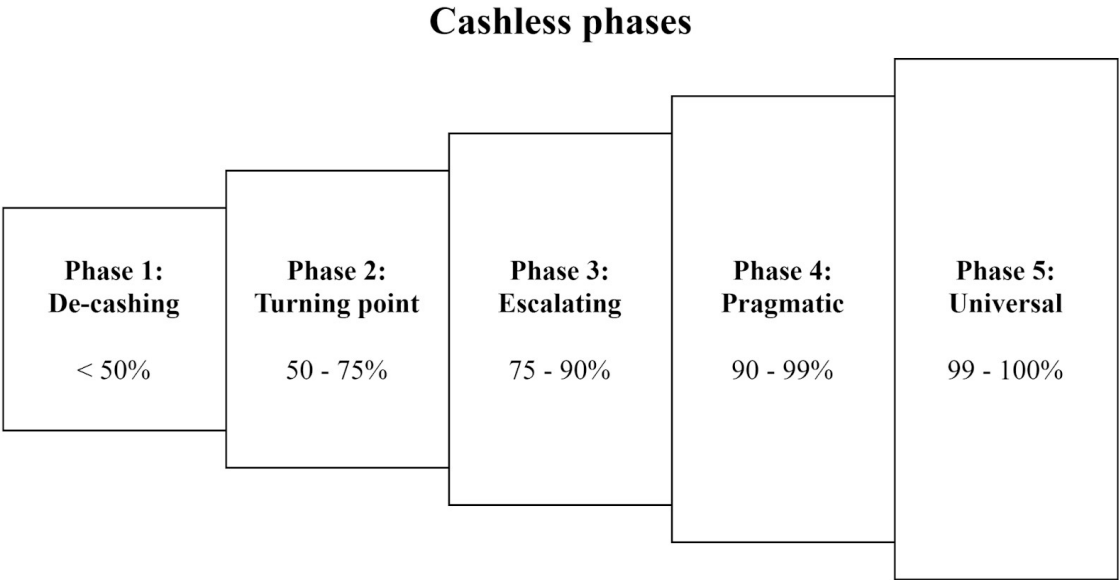 Cashless phases
Phase 1:
De-cashing
< 50%
Phase 2:
Turning point
50 - 75%
Phase 3:
Escalating
75 - 90%
Phase 4:
Pragmatic
90 - 99%
Phase 5:
Universal
99 - 100%